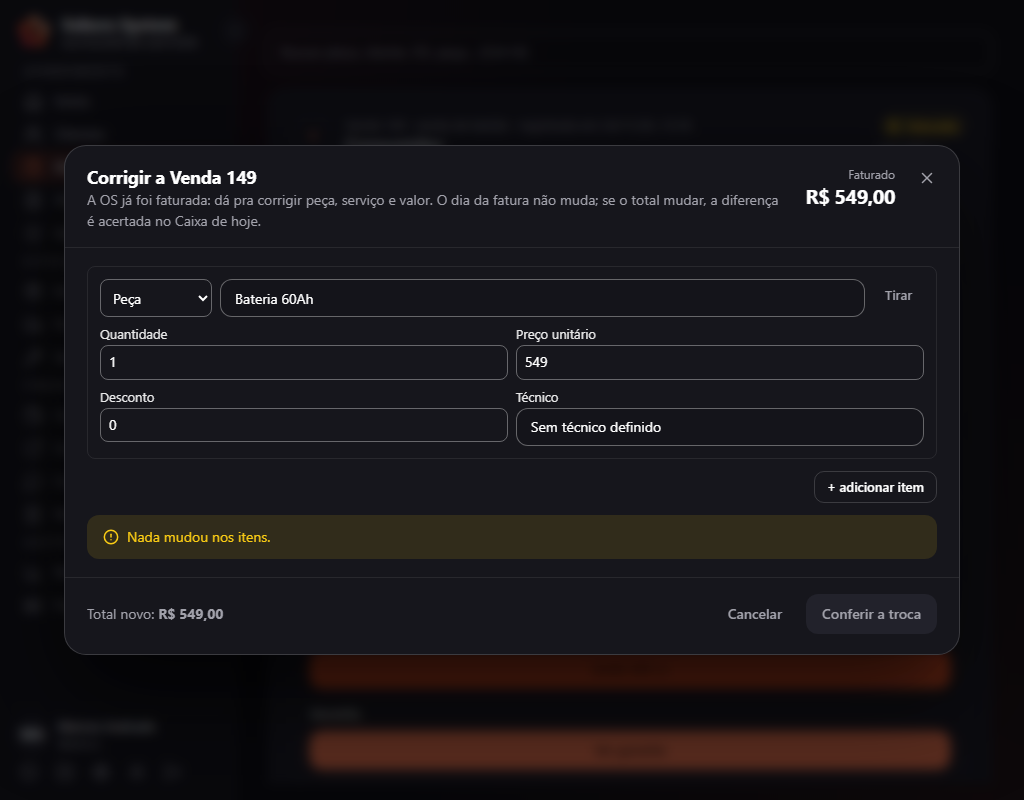 Corrigir a Venda 149
A OS já foi faturada: dá pra corrigir peça, serviço e valor. O dia da fatura não muda; se o total mudar, a diferença
é acertada no Caixa de hoje.
Faturado
R$ 549,00
Peça
Bateria 60Ah
Tirar
Quantidade
Preço unitário
1
549
Desconto
Técnico
0
Sem técnico definido
+ adicionar item
Nada mudou nos itens.
Total novo: R$ 549,00
Cancelar
Conferir a troca